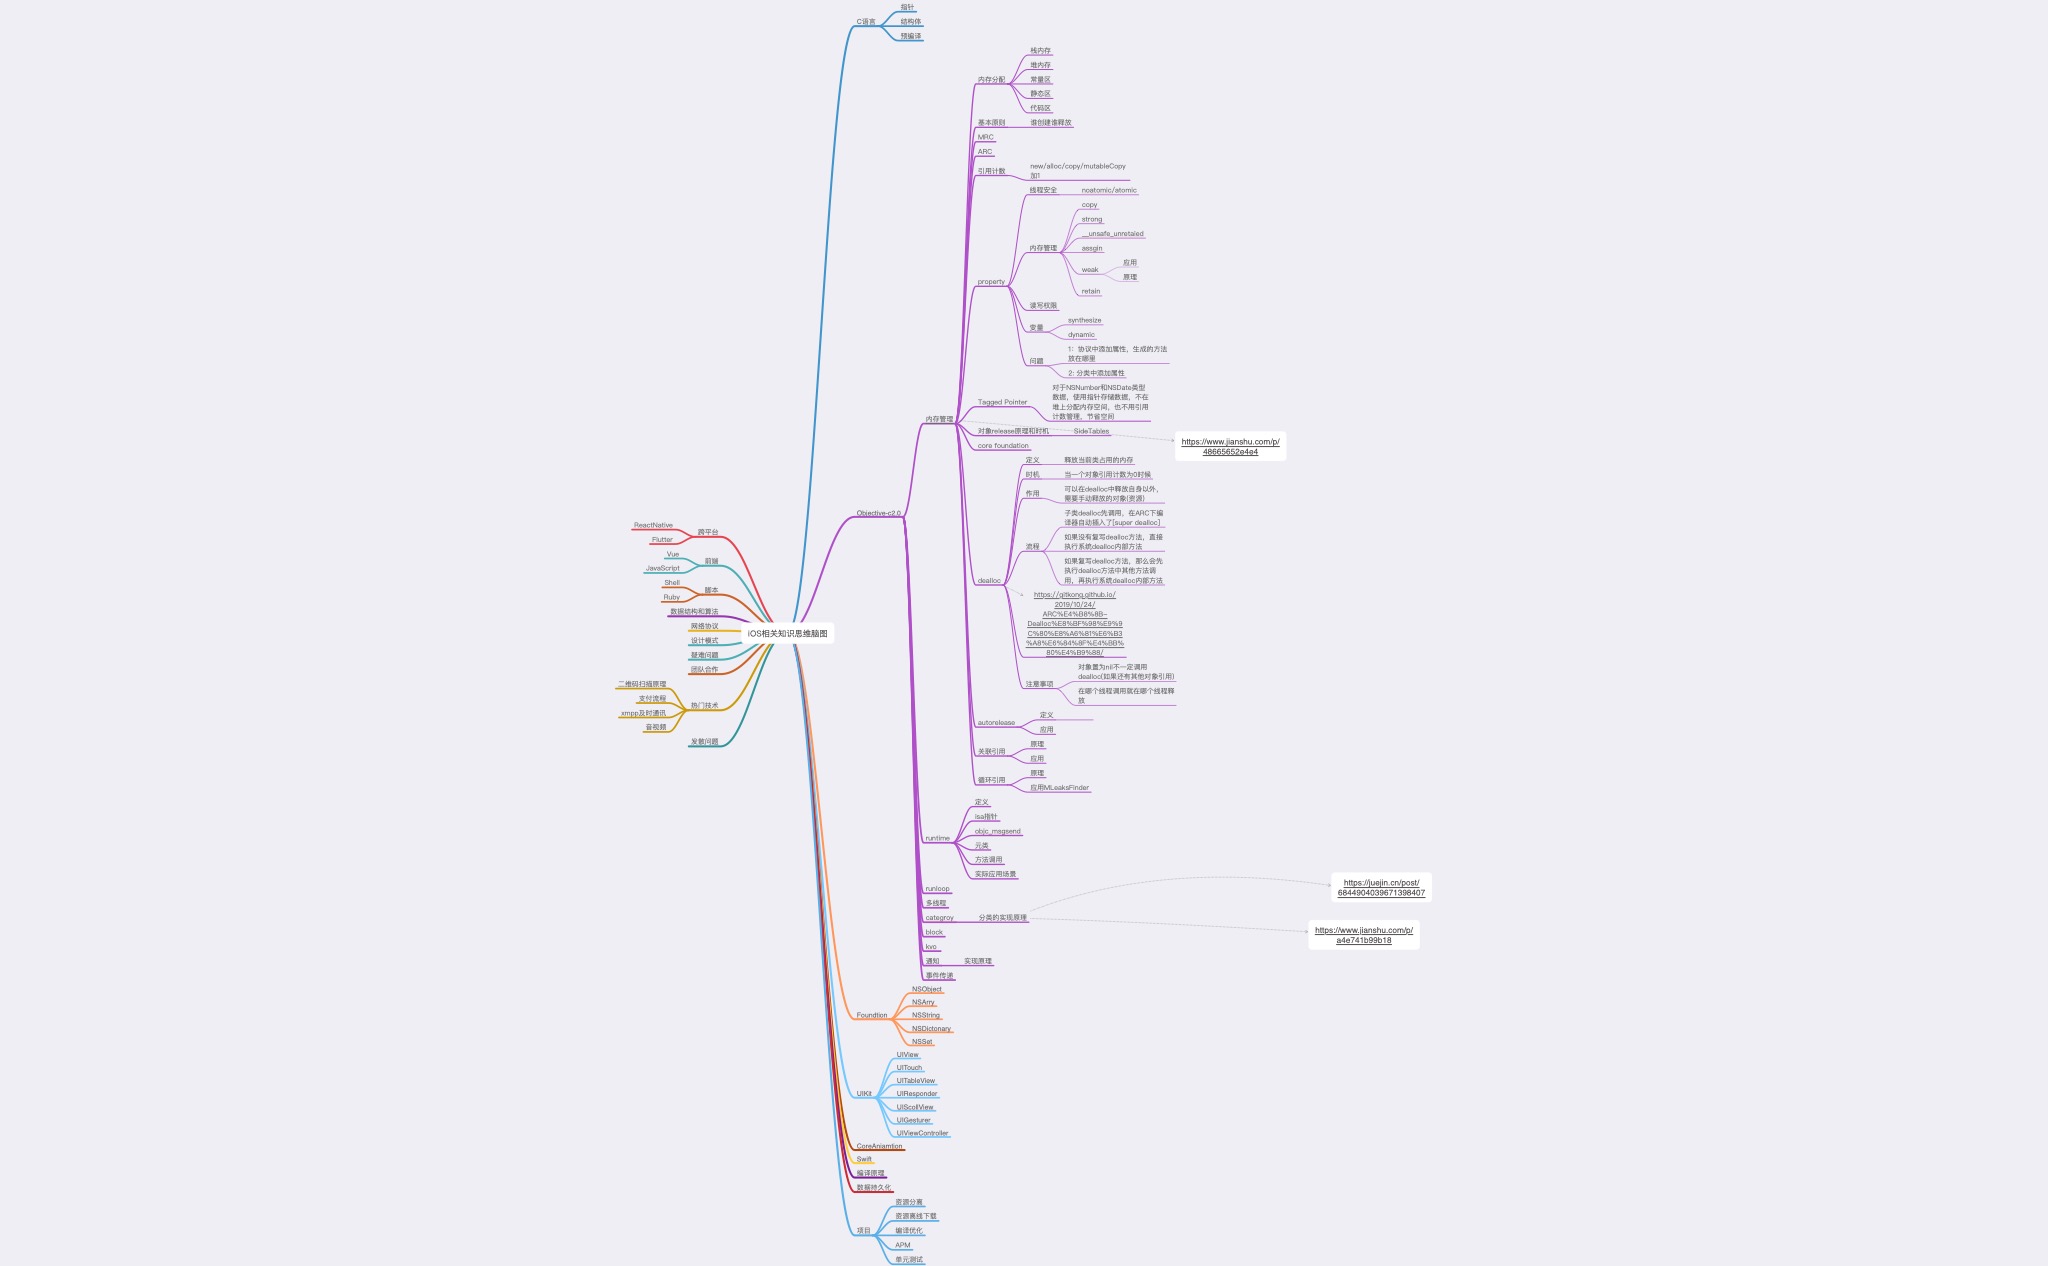 iOS相关知识思维脑图
C语言
指针
结构体
预编译
Objective-c2.0
内存管理
内存分配
栈内存
堆内存
常量区
静态区
代码区
基本原则
谁创建谁释放
MRC
ARC
引用计数
new/alloc/copy/mutableCopy
加1
property
线程安全
noatomic/atomic
内存管理
copy
strong
__unsafe_unretaied
assgin
weak
应用
原理
retain
读写权限
变量
synthesize
dynamic
问题
1：协议中添加属性，生成的方法
放在哪里
2: 分类中添加属性
Tagged Pointer
对于NSNumber和NSDate类型
数据，使用指针存储数据，不在
堆上分配内存空间，也不用引用
计数管理，节省空间
对象release原理和时机
SideTables
https://www.jianshu.com/p/
48665652e4e4
core foundation
dealloc
定义
释放当前类占用的内存
时机
当一个对象引用计数为0时候
作用
可以在dealloc中释放自身以外，
需要手动释放的对象(资源)
流程
子类dealloc先调用，在ARC下编
译器自动插入了[super dealloc]
如果没有复写dealloc方法，直接
执行系统dealloc内部方法
如果复写dealloc方法，那么会先
执行dealloc方法中其他方法调
用，再执行系统dealloc内部方法
https://qitkong.github.io/
2019/10/24/
ARC%E4%B8%8B–
Dealloc%E8%BF%98%E9%9
C%80%E8%A6%81%E6%B3
%A8%E6%84%8F%E4%BB%
80%E4%B9%88/
注意事项
对象置为nil不一定调用
dealloc(如果还有其他对象引用)
在哪个线程调用就在哪个线程释
放
autorelease
定义
应用
关联引用
原理
应用
循环引用
原理
应用MLeaksFinder
runtime
定义
isa指针
objc_msgsend
元类
方法调用
实际应用场景
runloop
多线程
categroy
分类的实现原理
https://juejin.cn/post/
6844904039671398407
https://www.jianshu.com/p/
a4e741b99b18
block
kvo
通知
实现原理
事件传递
Foundtion
NSObject
NSArry
NSString
NSDictonary
NSSet
UIKit
UIView
UITouch
UITableView
UIResponder
UIScollView
UIGesturer
UIViewController
CoreAniamtion
Swift
编译原理
数据持久化
项目
资源分离
资源离线下载
编译优化
APM
单元测试
跨平台
ReactNative
Flutter
前端
Vue
JavaScript
脚本
Shell
Ruby
数据结构和算法
网络协议
设计模式
疑难问题
团队合作
热门技术
二维码扫描原理
支付流程
xmpp及时通讯
音视频
发散问题